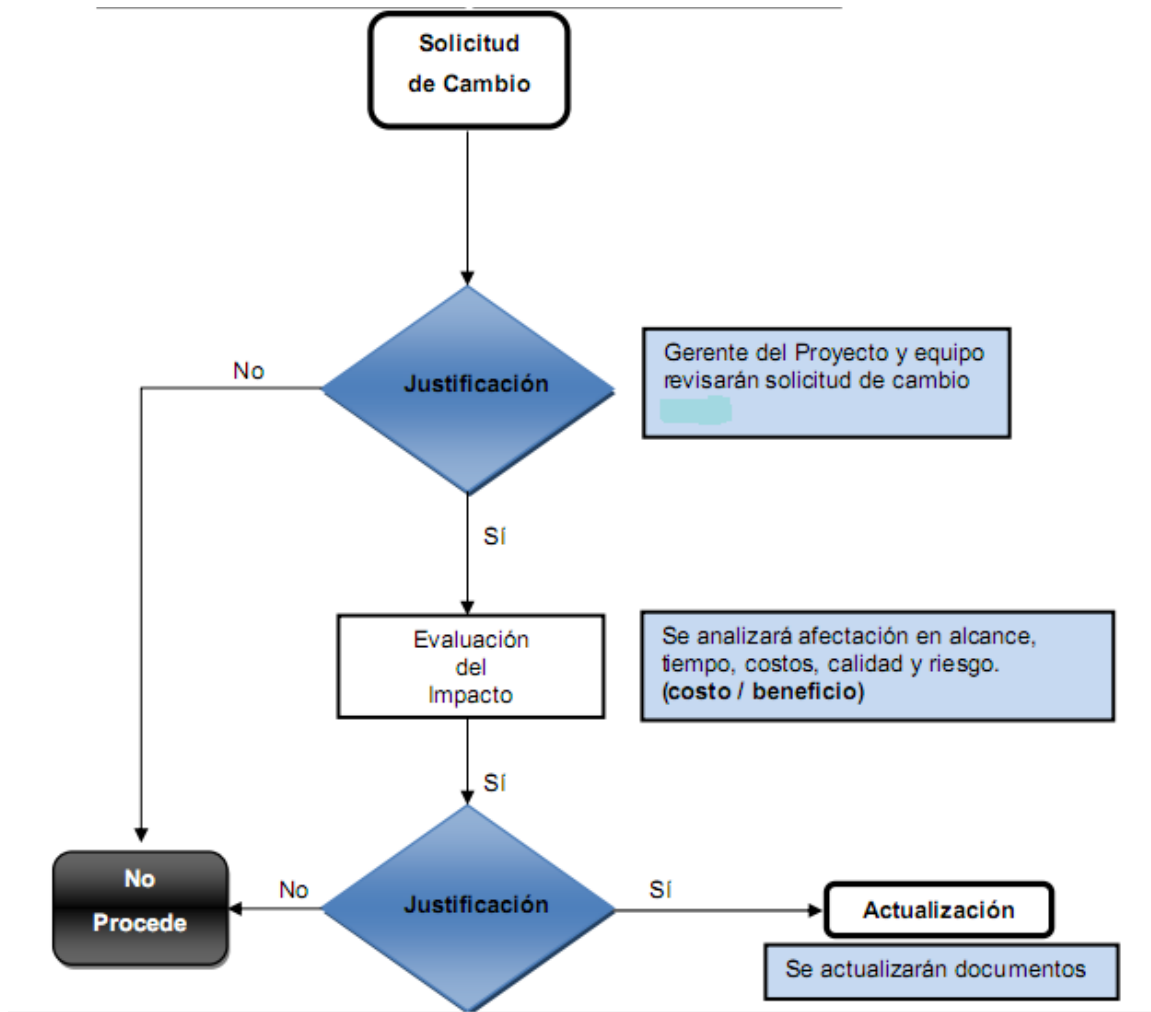 Solicitud
de Cambio
No
Justificación
Gerente del Proyecto y equipo
revisarán solicitud de cambio
Sí
Evaluación
del
Impacto
Se analizará afectación en alcance,
tiempo, costos, calidad y riesgo.
(costo / beneficio)
Sí
No
Procede
No
Justificación
Sí
Actualización
Se actualizarán documentos